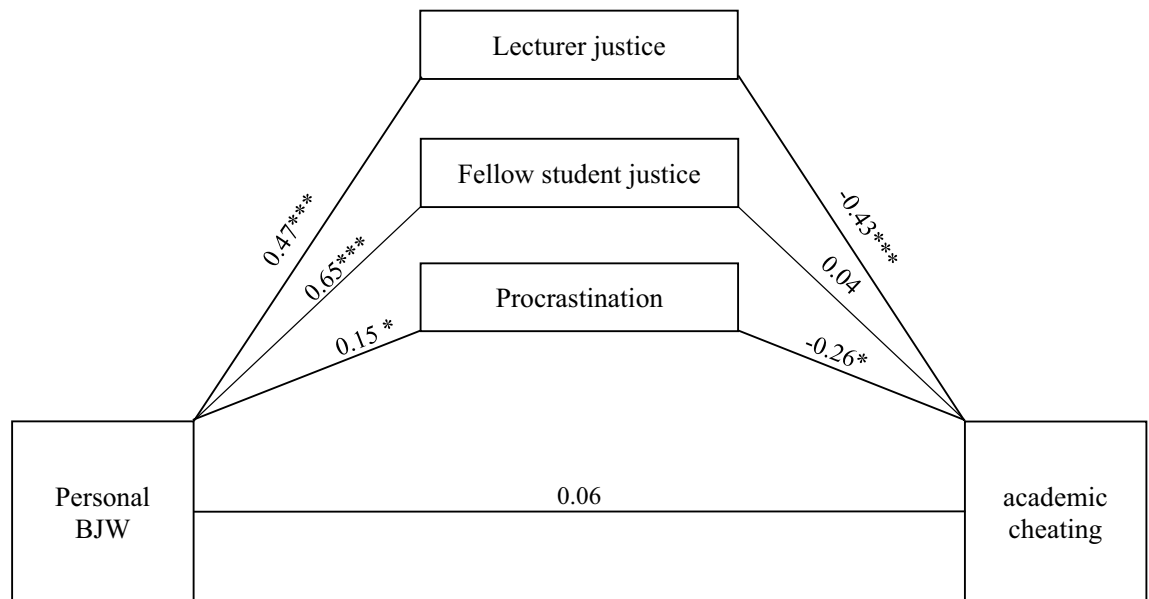 Lecturer justice
Fellow student justice
Procrastination
0.47***
0.65***
0.15 *
-0.43***
0.04
-0.26*
Personal
BJW
0.06
academic
cheating